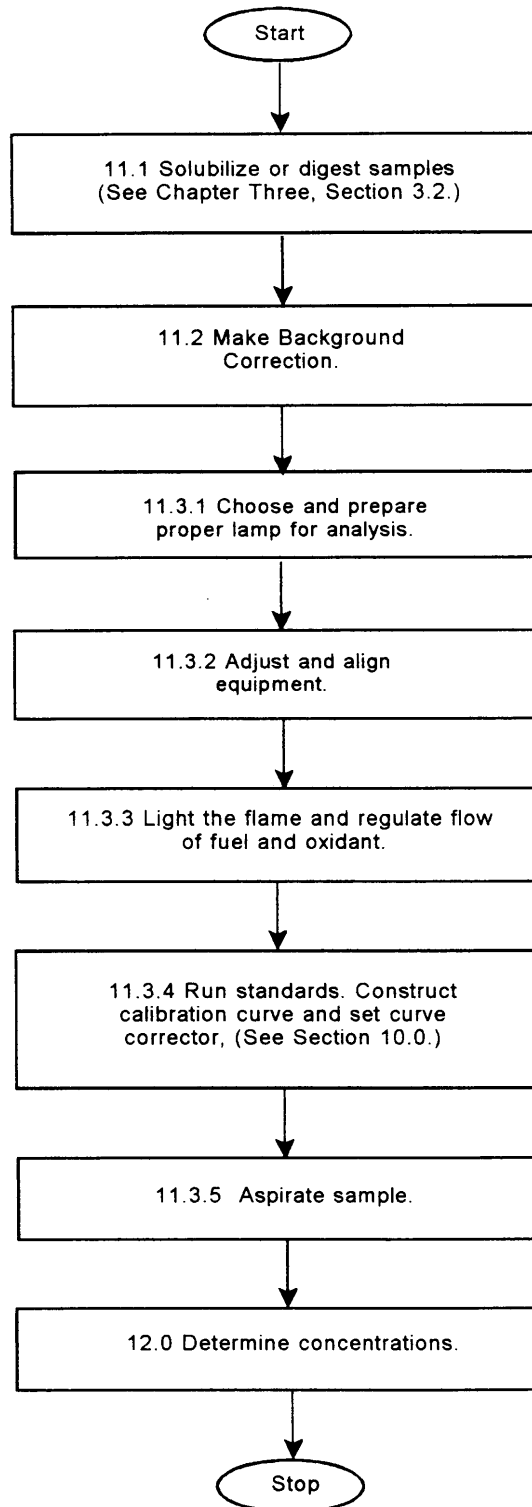 Start
11.1 Solubilize or digest samples
(See Chapter Three, Section 3.2.)
11.2 Make Background
Correction.
11.3.1 Choose and prepare
proper lamp for analysis.
11.3.2 Adjust and align
equipment.
11.3.3 Light the flame and regulate flow
of fuel and oxidant.
11.3.4 Run standards. Construct
calibration curve and set curve
corrector, (See Section 10.0.)
11.3.5 Aspirate sample.
12.0 Determine concentrations.
Stop